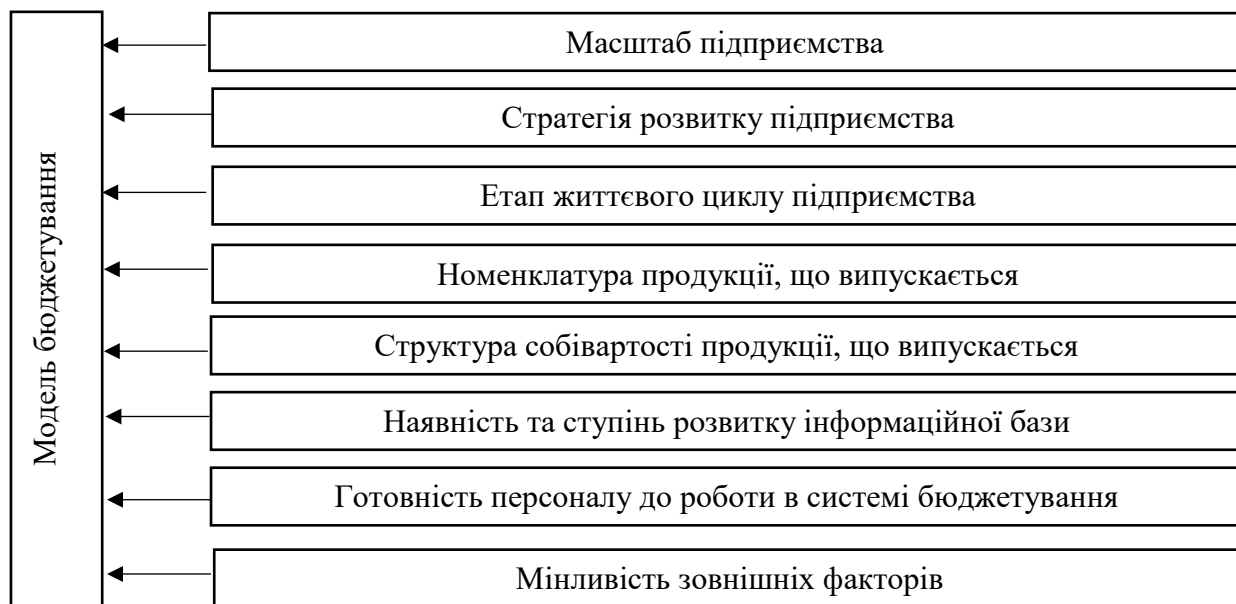 Модель бюджетування
Масштаб підприємства
Стратегія розвитку підприємства
Етап життєвого циклу підприємства
Номенклатура продукції, що випускається
Структура собівартості продукції, що випускається
Наявність та ступінь розвитку інформаційної бази
Готовність персоналу до роботи в системі бюджетування
Мінливість зовнішніх факторів